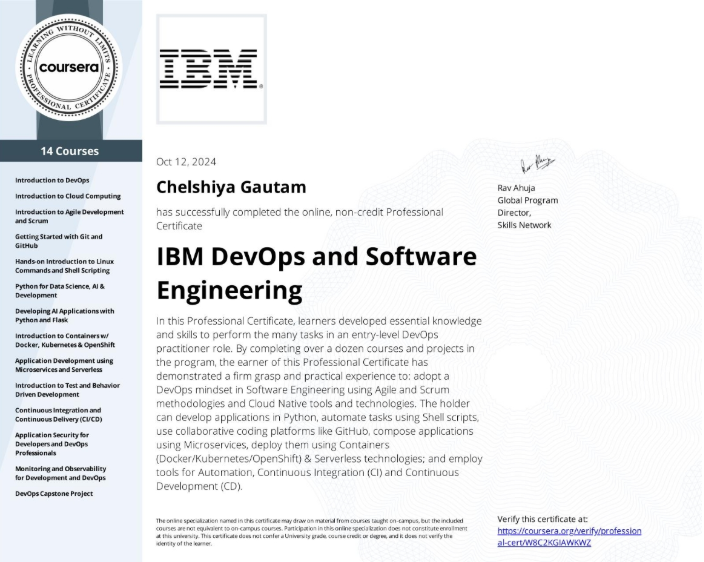 LEARNING WITHOUT LIMITS
coursera
PROFESSIONAL CERTIFICATE
14 Courses
Introduction to DevOps
Introduction to Cloud Computing
Introduction to Agile Development
and Scrum
Getting Started with Git and
GitHub
Hands-on Introduction to Linux
Commands and Shell Scripting
Python for Data Science, AI &
Development
Developing AI Applications with
Python and Flask
Introduction to Containers w/
Docker, Kubernetes & OpenShift
Application Development using
Microservices and Serverless
Introduction to Test and Behavior
Driven Development
Continuous Integration and
Continuous Delivery (CI/CD)
Application Security for
Developers and DevOps
Professionals
Monitoring and Observability
for Development and DevOps
DevOps Capstone Project
IBM®
Oct 12, 2024
Chelshiya Gautam
has successfully completed the online, non-credit Professional
Certificate
IBM DevOps and Software
Engineering
In this Professional Certificate, learners developed essential knowledge
and skills to perform the many tasks in an entry-level DevOps
practitioner role. By completing over a dozen courses and projects in
the program, the earner of this Professional Certificate has
demonstrated a firm grasp and practical experience to: adopt a
DevOps mindset in Software Engineering using Agile and Scrum
methodologies and Cloud Native tools and technologies. The holder
can develop applications in Python, automate tasks using Shell scripts,
use collaborative coding platforms like GitHub, compose applications
using Microservices, deploy them using Containers
(Docker/Kubernetes/OpenShift) & Serverless technologies; and employ
tools for Automation, Continuous Integration (CI) and Continuous
Development (CD).
The online specialization named in this certificate may draw on material from courses taught on-campus, but the included
courses are not equivalent to on-campus courses. Participation in this online specialization does not constitute enrollment
at this university. This certificate does not confer a University grade, course credit or degree, and it does not verify the
identity of the learner.
Rav Ahuja
Global Program
Director,
Skills Network
Verify this certificate at:
https://coursera.org/verify/profession
al-cert/W8C2KGIAWKWZ